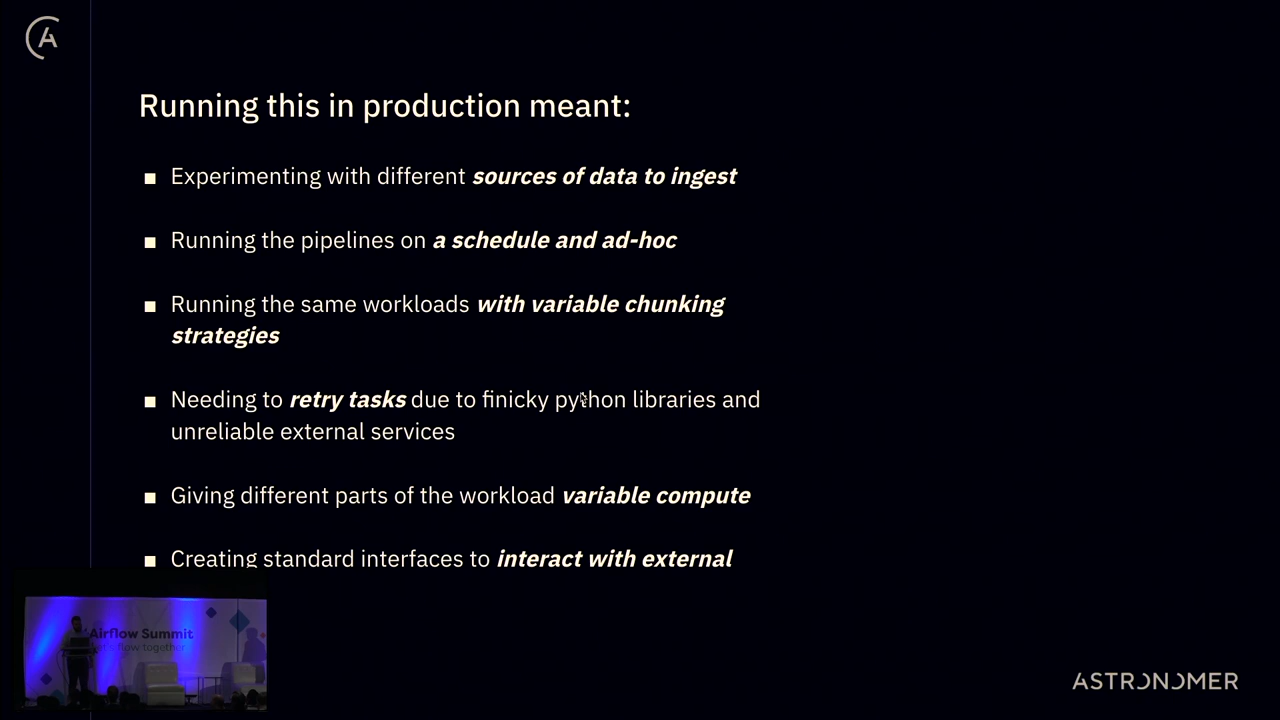 Running this in production meant:
Experimenting with different sources of data to ingest
Running the pipelines on a schedule and ad-hoc
Running the same workloads with variable chunking
strategies
Needing to retry tasks due to finicky python libraries and
unreliable external services
Giving different parts of the workload variable compute
Creating standard interfaces to interact with external
Airflow Summit
let's flow together
ASTRONOMER